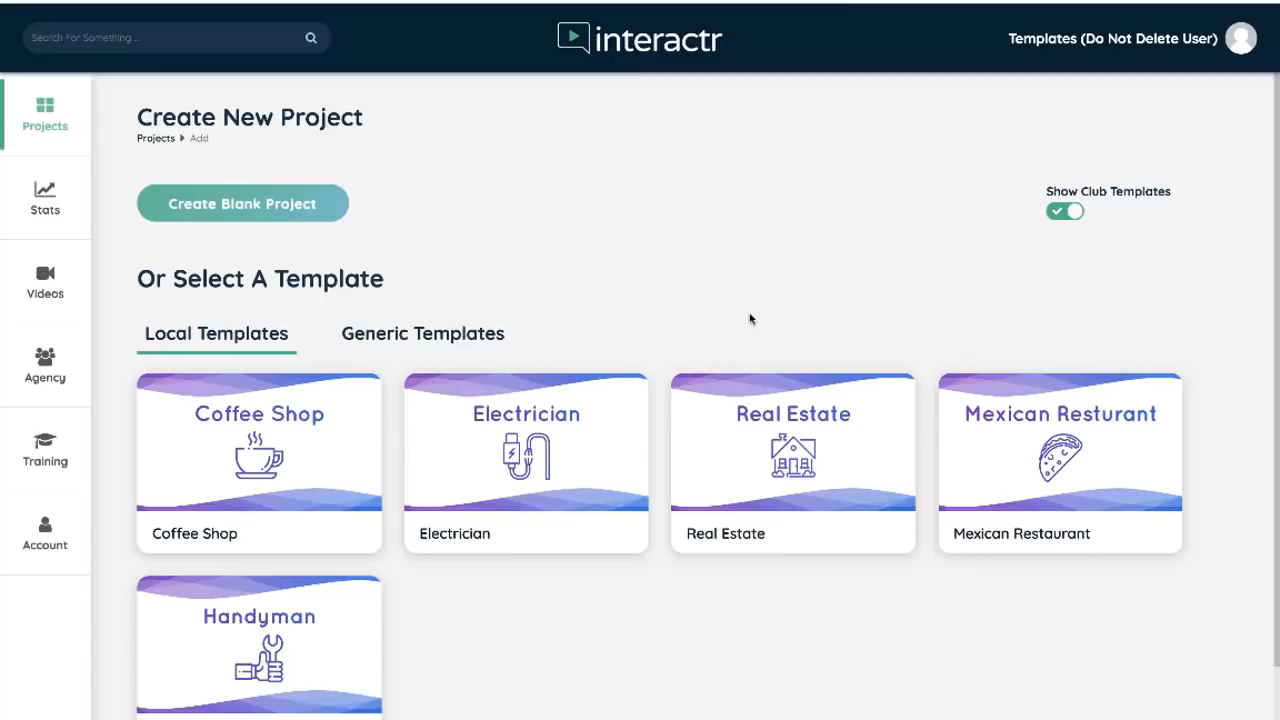 Search For Something...
interactr
Templates (Do Not Delete User)
Projects
Stats
Videos
Agency
Training
Account
Create New Project
Projects Add
Create Blank Project
Show Club Templates
Or Select A Template
Local Templates
Generic Templates
Coffee Shop
Coffee Shop
Electrician
Electrician
Real Estate
Real Estate
Mexican Resturant
Mexican Restaurant
Handyman